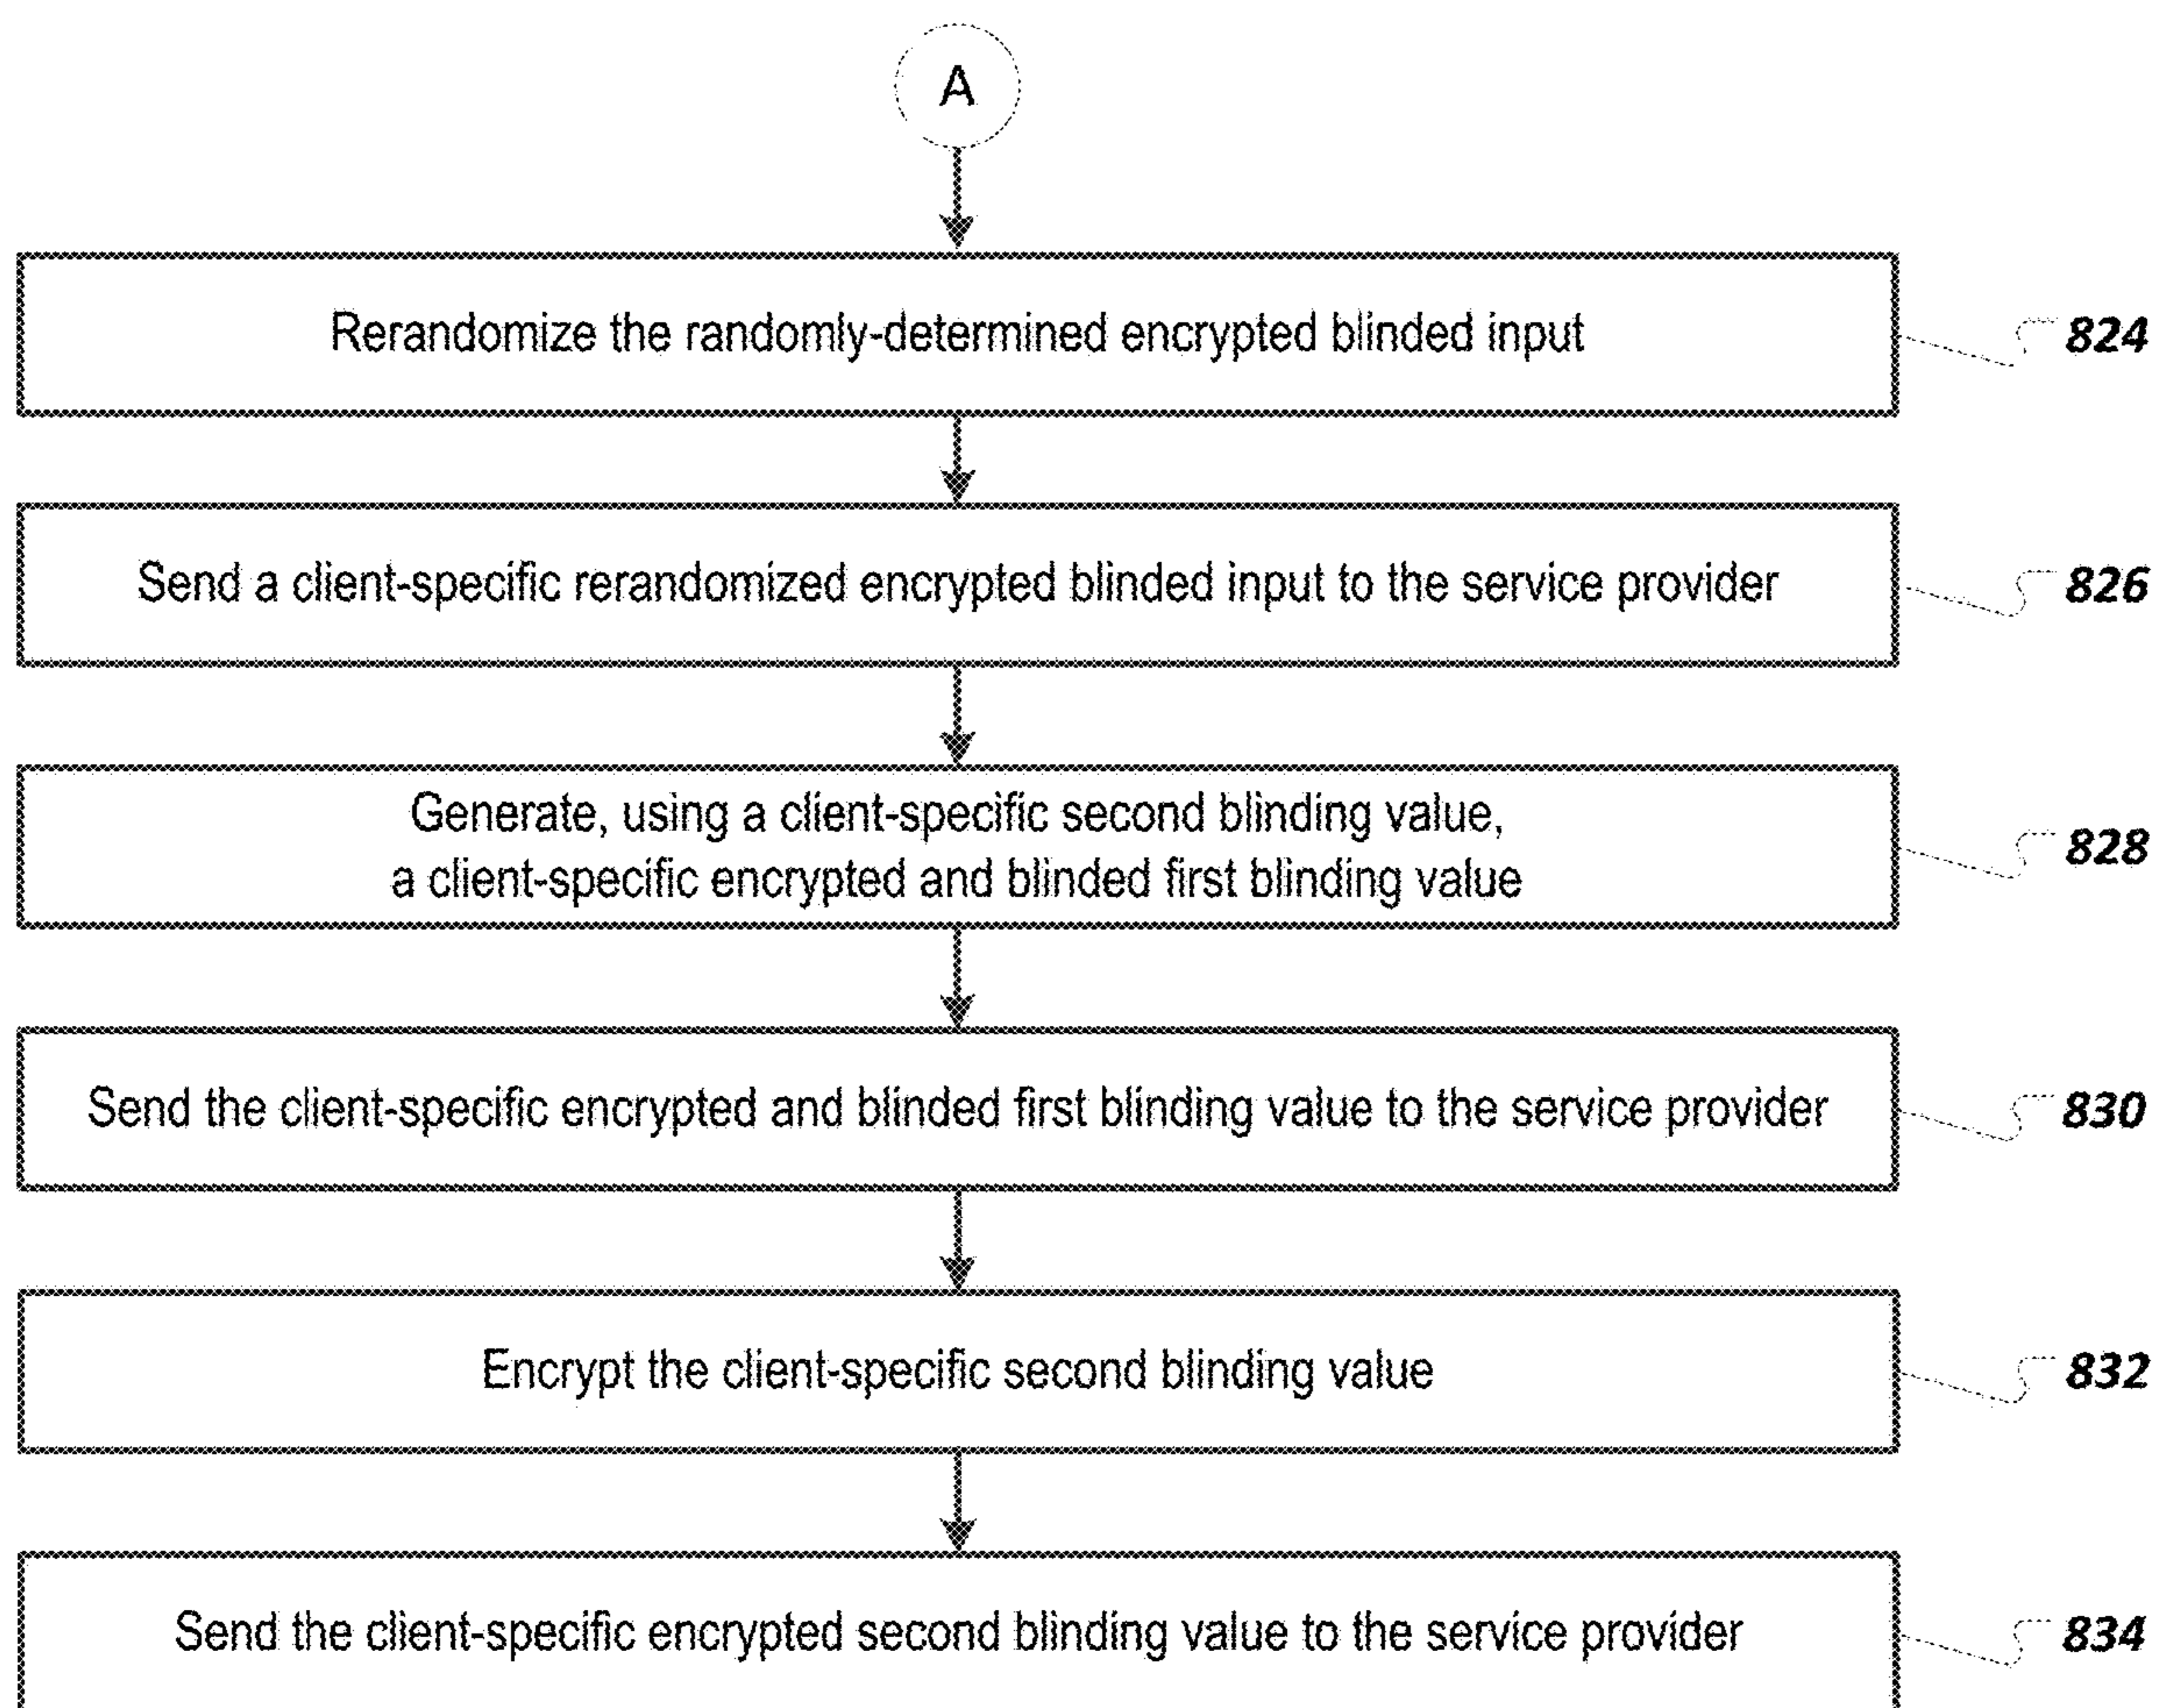 A
Rerandomize the randomly-determined encrypted blinded input
824
Send a client-specific rerandomized encrypted blinded input to the service provider
826
Generate, using a client-specific second blinding value,
a client-specific encrypted and blinded first blinding value
828
Send the client-specific encrypted and blinded first blinding value to the service provider
830
Encrypt the client-specific second blinding value
832
Send the client-specific encrypted second blinding value to the service provider
834